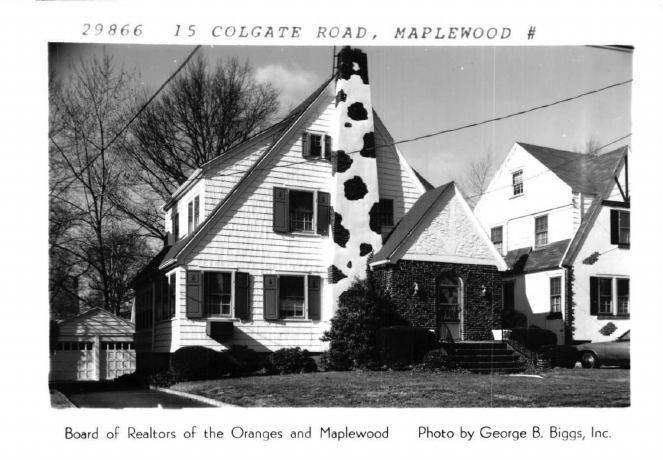 29866 15 COLGATE ROAD, MAPLEWOOD #
Board of Realtors of the Oranges and Maplewood Photo by George B. Biggs, Inc.